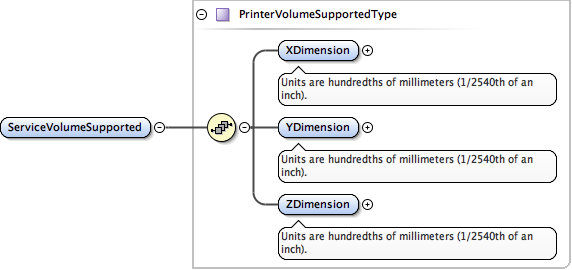 PrinterVolumeSupportedType
XDimension
Units are hundredths of millimeters (1/2540th of an
inch).
ServiceVolumeSupported
YDimension
Units are hundredths of millimeters (1/2540th of an
inch).
ZDimension
Units are hundredths of millimeters (1/2540th of an
inch).